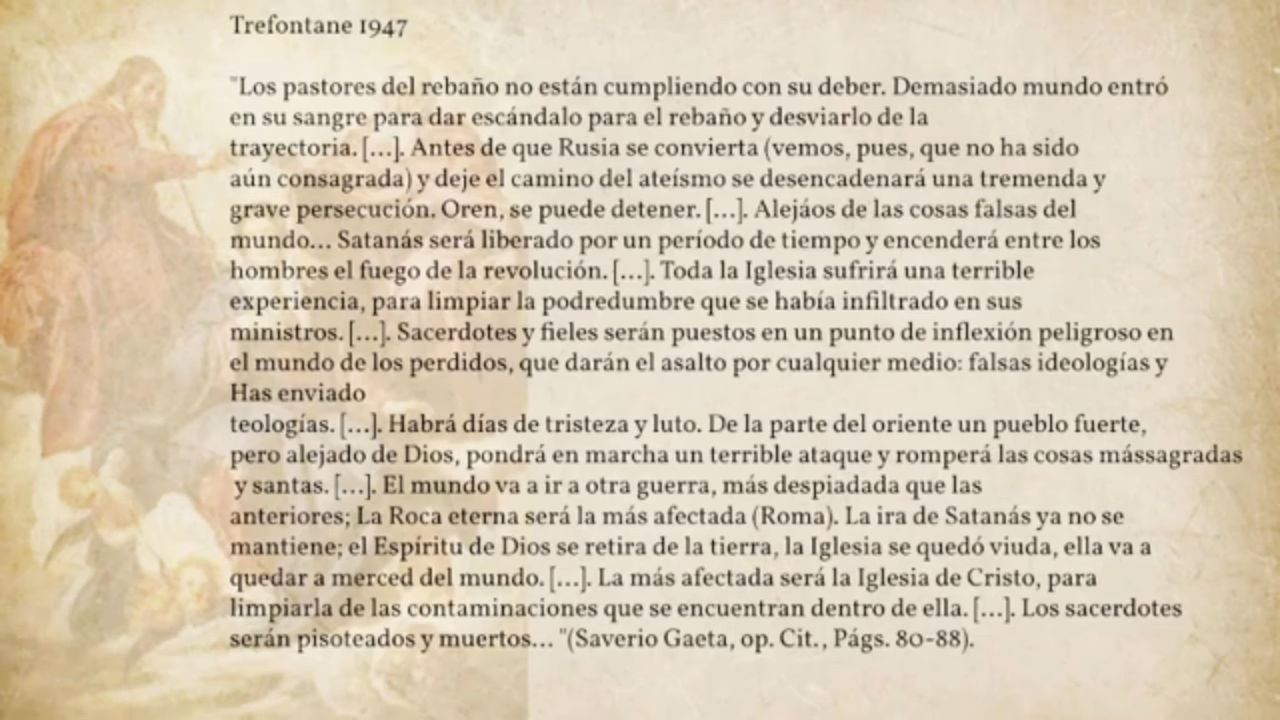 Trefontane 1947
"Los pastores del rebaño no están cumpliendo con su deber. Demasiado mundo entró
en su sangre para dar escándalo para el rebaño y desviarlo de la
trayectoria. [...]. Antes de que Rusia se convierta (vemos, pues, que no ha sido
aún consagrada) y deje el camino del ateísmo se desencadenará una tremenda y
grave persecución. Oren, se puede detener. [...]. Alejáos de las cosas falsas del
mundo... Satanás será liberado por un período de tiempo y encenderá entre los
hombres el fuego de la revolución. [...]. Toda la Iglesia sufrirá una terrible
experiencia, para limpiar la podredumbre que se había infiltrado en sus
ministros. [...]. Sacerdotes y fieles serán puestos en un punto de inflexión peligroso en
el mundo de los perdidos, que darán el asalto por cualquier medio: falsas ideologías y
Has enviado
teologías. [...]. Habrá días de tristeza y luto. De la parte del oriente un pueblo fuerte,
pero alejado de Dios, pondrá en marcha un terrible ataque y romperá las cosas mássagradas
y santas. [...]. El mundo va a ir a otra guerra, más despiadada que las
anteriores; La Roca eterna será la más afectada (Roma). La ira de Satanás ya no se
mantiene; el Espíritu de Dios se retira de la tierra, la Iglesia se quedó viuda, ella va a
quedar a merced del mundo. [...]. La más afectada será la Iglesia de Cristo, para
limpiarla de las contaminaciones que se encuentran dentro de ella. [...]. Los sacerdotes
serán pisoteados y muertos... "(Saverio Gaeta, op. Cit., Págs. 80-88).